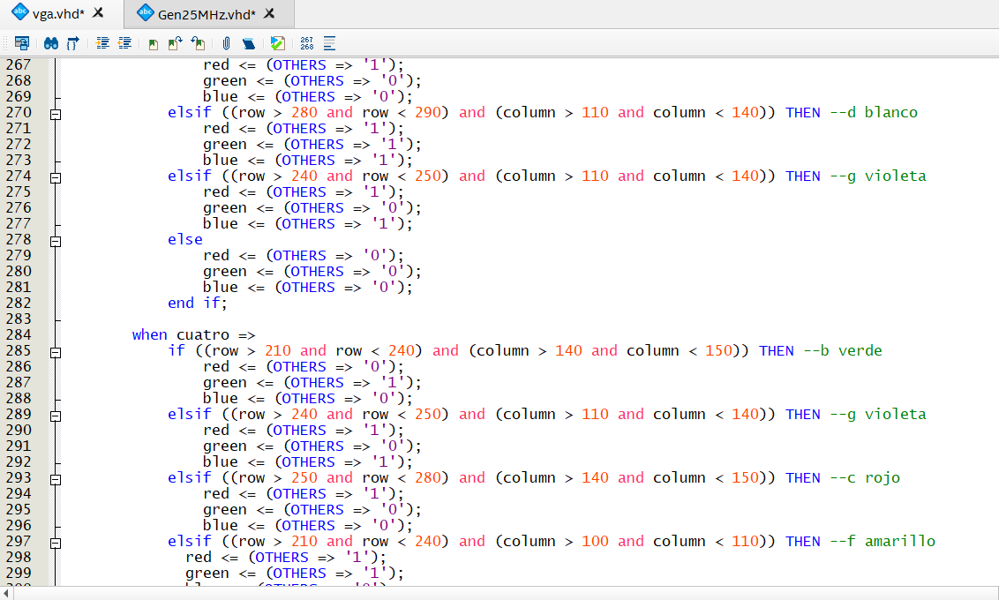 vga.vhd* X Gen25MHz.vhd* X
267 268
267 red <= (OTHERS => '1');
268 green <= (OTHERS => '0');
269 blue <= (OTHERS => '0');
270 elsif ((row > 280 and row < 290) and (column > 110 and column < 140)) THEN --d blanco
271 red <= (OTHERS => '1');
272 green <= (OTHERS => '1');
273 blue <= (OTHERS => '1');
274 elsif ((row > 240 and row < 250) and (column > 110 and column < 140)) THEN --g violeta
275 red <= (OTHERS => '1');
276 green <= (OTHERS => '0');
277 blue <= (OTHERS => '1');
278 else
279 red <= (OTHERS => '0');
280 green <= (OTHERS => '0');
281 blue <= (OTHERS => '0');
282 end if;
283
284 when cuatro =>
285 if ((row > 210 and row < 240) and (column > 140 and column < 150)) THEN --b verde
286 red <= (OTHERS => '0');
287 green <= (OTHERS => '1');
288 blue <= (OTHERS => '0');
289 elsif ((row > 240 and row < 250) and (column > 110 and column < 140)) THEN --g violeta
290 red <= (OTHERS => '1');
291 green <= (OTHERS => '0');
292 blue <= (OTHERS => '1');
293 elsif ((row > 250 and row < 280) and (column > 140 and column < 150)) THEN --c rojo
294 red <= (OTHERS => '1');
295 green <= (OTHERS => '0');
296 blue <= (OTHERS => '0');
297 elsif ((row > 210 and row < 240) and (column > 100 and column < 110)) THEN --f amarillo
298 red <= (OTHERS => '1');
299 green <= (OTHERS => '1');